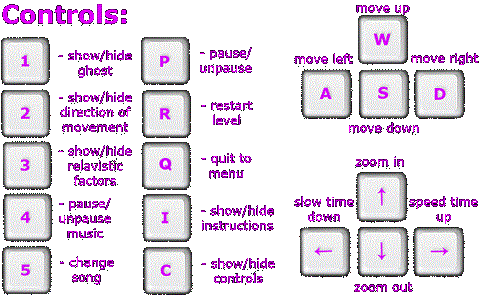 Controls:
1 - show/hide
ghost
2 - show/hide
direction of
movement
3 - show/hide
relavistic
factors
4 - pause/
unpause
music
5 - change
song
P - pause/
unpause
R - restart
level
Q - quit to
menu
I - show/hide
instructions
C - show/hide
controls
move up
W
move left
move right
A S D
move down
zoom in
↑
slow time
down
speed time
up
← ↓ →
zoom out